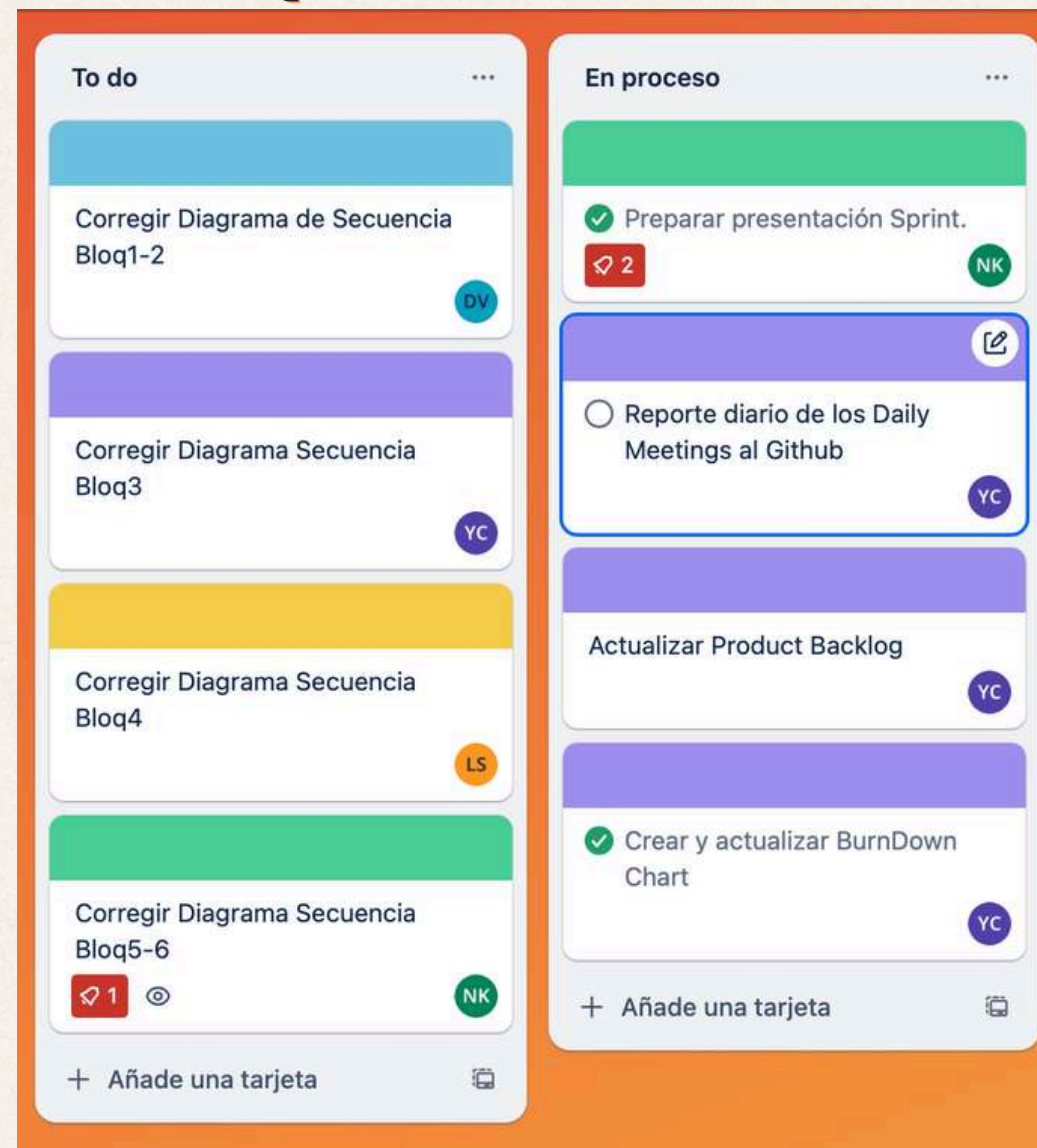 To do
Corregir Diagrama de Secuencia
Bloq1-2
DV
Corregir Diagrama Secuencia
Bloq3
YC
Corregir Diagrama Secuencia
Bloq4
LS
Corregir Diagrama Secuencia
Bloq5-6
1
NK
+ Añade una tarjeta
En proceso
Preparar presentación Sprint.
2
NK
Reporte diario de los Daily
Meetings al Github
YC
Actualizar Product Backlog
YC
Crear y actualizar BurnDown
Chart
YC
+ Añade una tarjeta